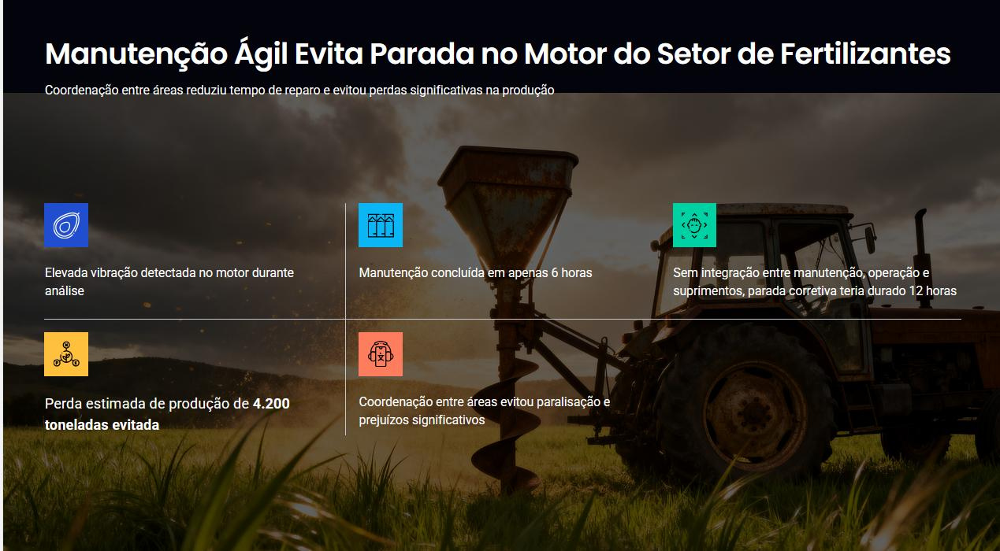 Manutenção Ágil Evita Parada no Motor do Setor de Fertilizantes
Coordenação entre áreas reduziu tempo de reparo e evitou perdas significativas na produção
Elevada vibração detectada no motor durante
análise
Manutenção concluída em apenas 6 horas
Sem integração entre manutenção, operação e
suprimentos, parada corretiva teria durado 12 horas
Perda estimada de produção de 4.200
toneladas evitada
Coordenação entre áreas evitou paralisação e
prejuízos significativos